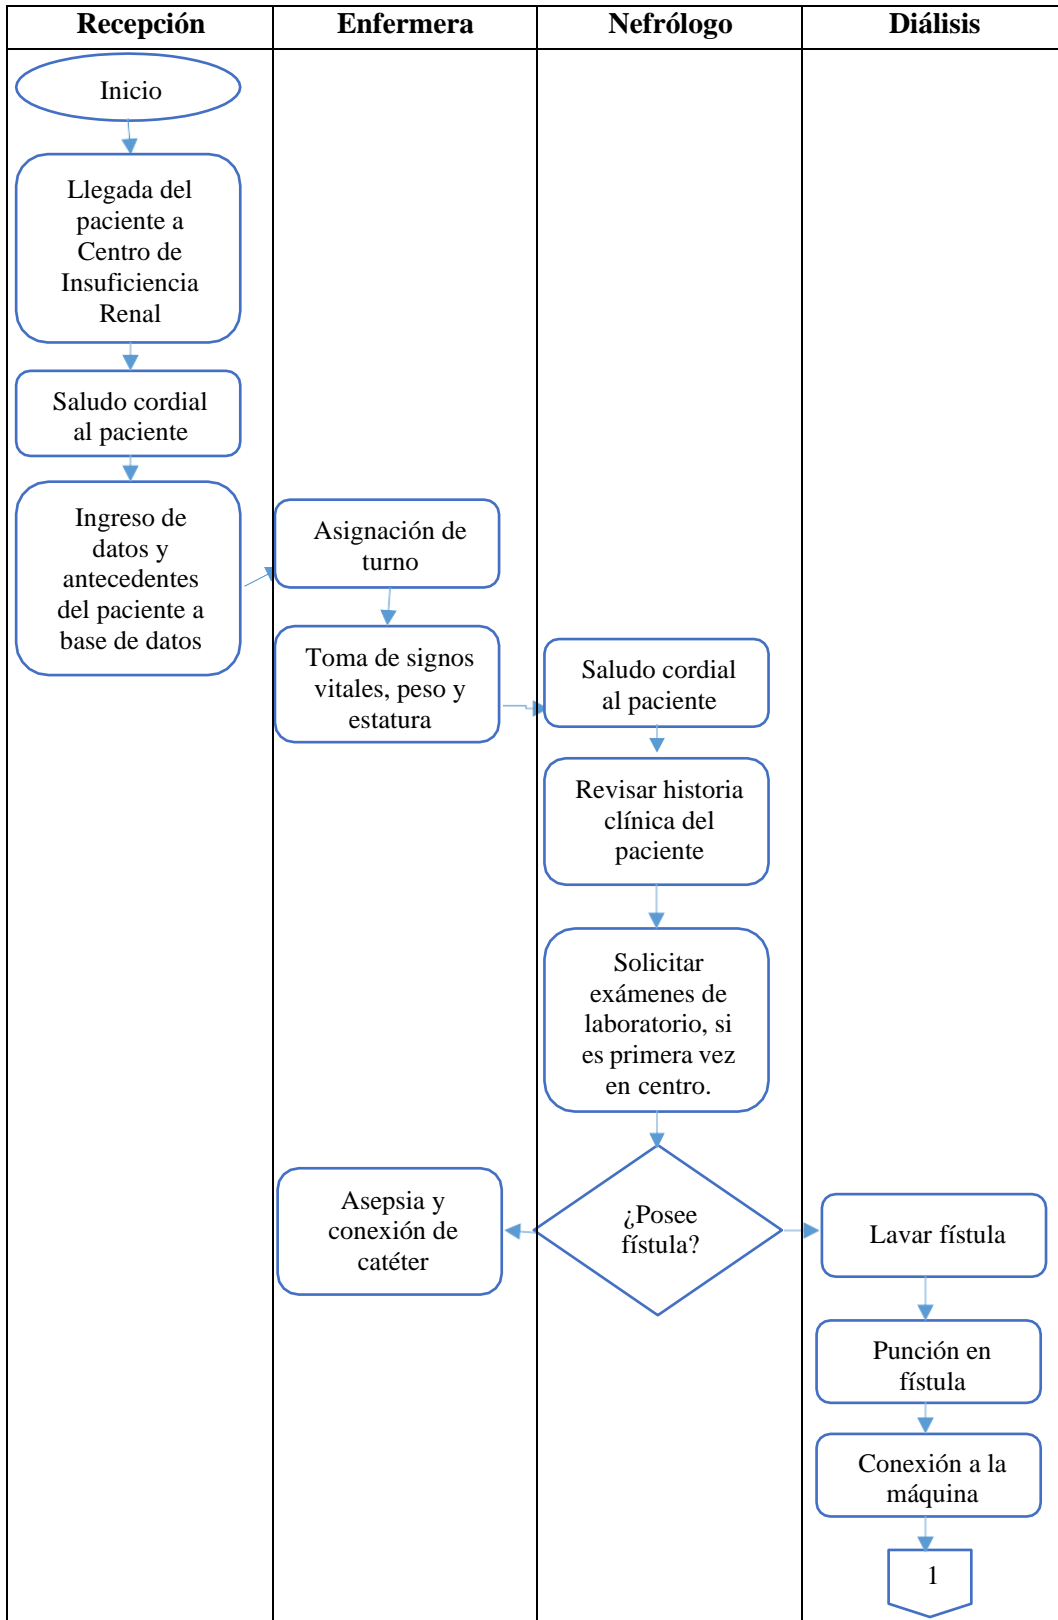 Recepción
Enfermera
Nefrólogo
Diálisis
Inicio
Llegada del
paciente a
Centro de
Insuficiencia
Renal
Saludo cordial
al paciente
Ingreso de
datos y
antecedentes
del paciente a
base de datos
Asignación de
turno
Toma de signos
vitales, peso y
estatura
Saludo cordial
al paciente
Revisar historia
clínica del
paciente
Solicitar
exámenes de
laboratorio, si
es primera vez
en centro.
¿Posee
fístula?
Asepsia y
conexión de
catéter
Lavar fístula
Punción en
fístula
Conexión a la
máquina
1